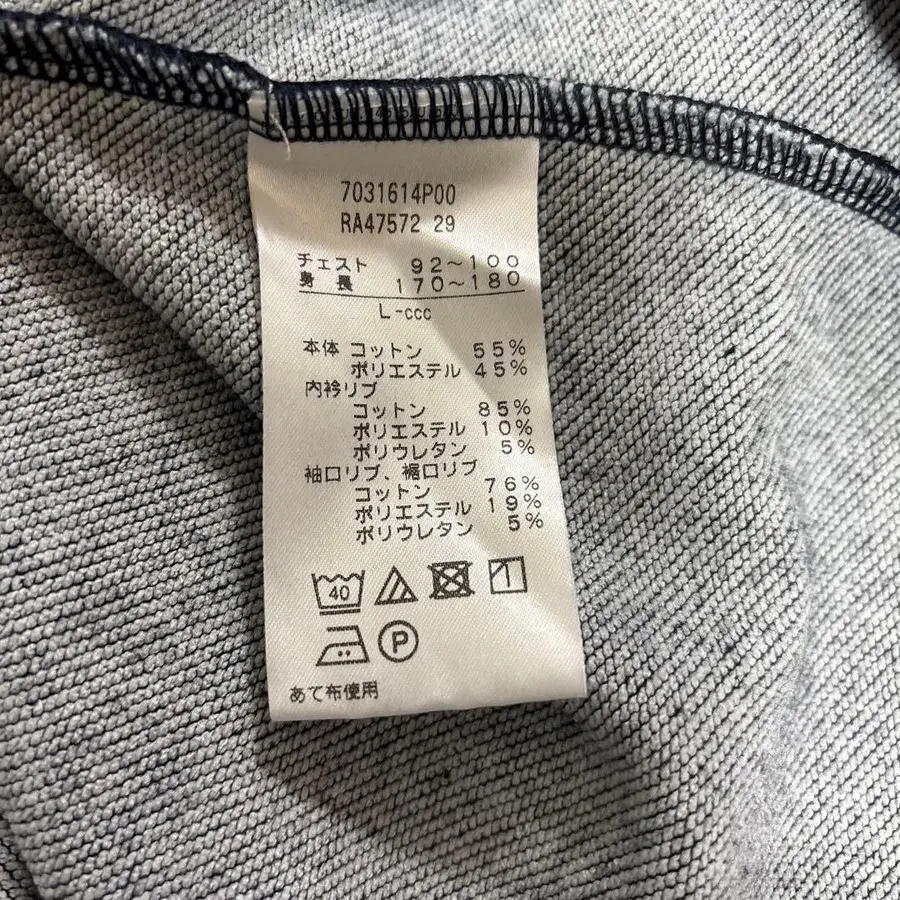 7031614P00
RA47572 29
チェスト 92～100
身長 170～180
L-ccc
本体 コットン 55%
ポリエステル 45%
内衿リブ
コットン 85%
ポリエステル 10%
ポリウレタン 5%
袖口リブ、裾口リブ
コットン 76%
ポリエステル 19%
ポリウレタン 5%
40
P
あて布使用